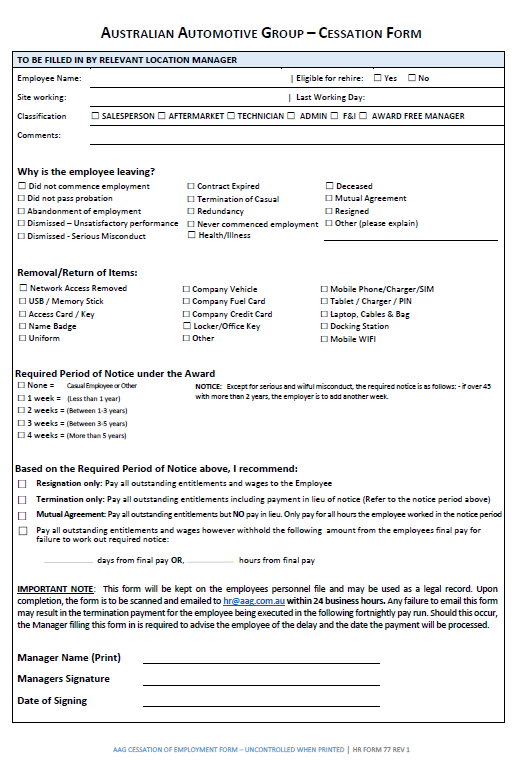 AUSTRALIAN AUTOMOTIVE GROUP – CESSATION FORM
TO BE FILLED IN BY RELEVANT LOCATION MANAGER
Employee Name: | Eligible for rehire: ☐ Yes ☐ No
Site working: | Last Working Day:
Classification ☐ SALESPERSON ☐ AFTERMARKET ☐ TECHNICIAN ☐ ADMIN ☐ F&I ☐ AWARD FREE MANAGER
Comments:
Why is the employee leaving?
☐ Did not commence employment ☐ Contract Expired ☐ Deceased
☐ Did not pass probation ☐ Termination of Casual ☐ Mutual Agreement
☐ Abandonment of employment ☐ Redundancy ☐ Resigned
☐ Dismissed – Unsatisfactory performance ☐ Never commenced employment ☐ Other (please explain)
☐ Dismissed - Serious Misconduct ☐ Health/Illness
Removal/Return of Items:
☐ Network Access Removed ☐ Company Vehicle ☐ Mobile Phone/Charger/SIM
☐ USB / Memory Stick ☐ Company Fuel Card ☐ Tablet / Charger / PIN
☐ Access Card / Key ☐ Company Credit Card ☐ Laptop, Cables & Bag
☐ Name Badge ☐ Locker/Office Key ☐ Docking Station
☐ Uniform ☐ Other ☐ Mobile WIFI
Required Period of Notice under the Award
☐ None = Casual Employee or Other NOTICE: Except for serious and wilful misconduct, the required notice is as follows: - if over 45
☐ 1 week = (Less than 1 year) with more than 2 years, the employer is to add another week.
☐ 2 weeks = (Between 1-3 years)
☐ 3 weeks = (Between 3-5 years)
☐ 4 weeks = (More than 5 years)
Based on the Required Period of Notice above, I recommend:
☐ Resignation only: Pay all outstanding entitlements and wages to the Employee
☐ Termination only: Pay all outstanding entitlements including payment in lieu of notice (Refer to the notice period above)
☐ Mutual Agreement: Pay all outstanding entitlements but NO pay in lieu. Only pay for all hours the employee worked in the notice period
☐ Pay all outstanding entitlements and wages however withhold the following amount from the employees final pay for
failure to work out required notice:
____________ days from final pay OR, ____________ hours from final pay
IMPORTANT NOTE: This form will be kept on the employees personnel file and may be used as a legal record. Upon
completion, the form is to be scanned and emailed to hr@aag.com.au within 24 business hours. Any failure to email this form
may result in the termination payment for the employee being executed in the following fortnightly pay run. Should this occur,
the Manager filling this form in is required to advise the employee of the delay and the date the payment will be processed.
Manager Name (Print)
Managers Signature
Date of Signing
AAG CESSATION OF EMPLOYMENT FORM – UNCONTROLLED WHEN PRINTED | HR FORM 77 REV 1